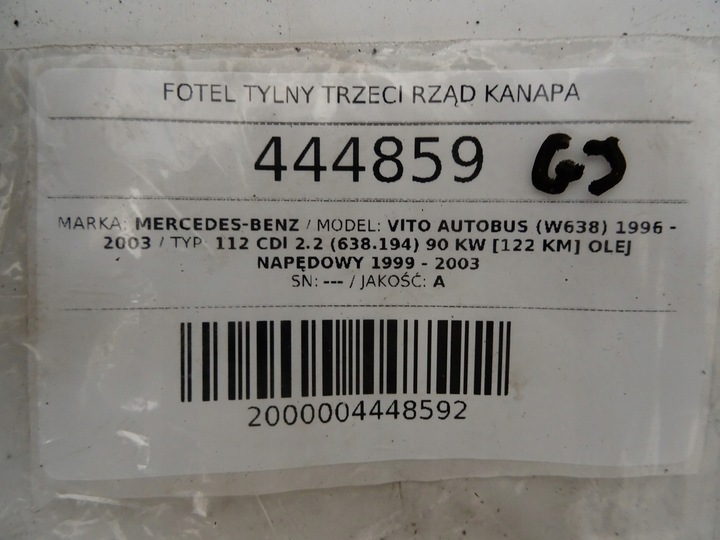 FOTEL TYLNY TRZECI RZĄD KANAPA
444859 GJ
MARKA: MERCEDES-BENZ / MODEL: VITO AUTOBUS (W638) 1996 -
2003 / TYP: 112 CDI 2.2 (638.194) 90 KW [122 KM] OLEJ
NAPĘDOWY 1999 - 2003
SN: --- / JAKOŚĆ: A
2000004448592